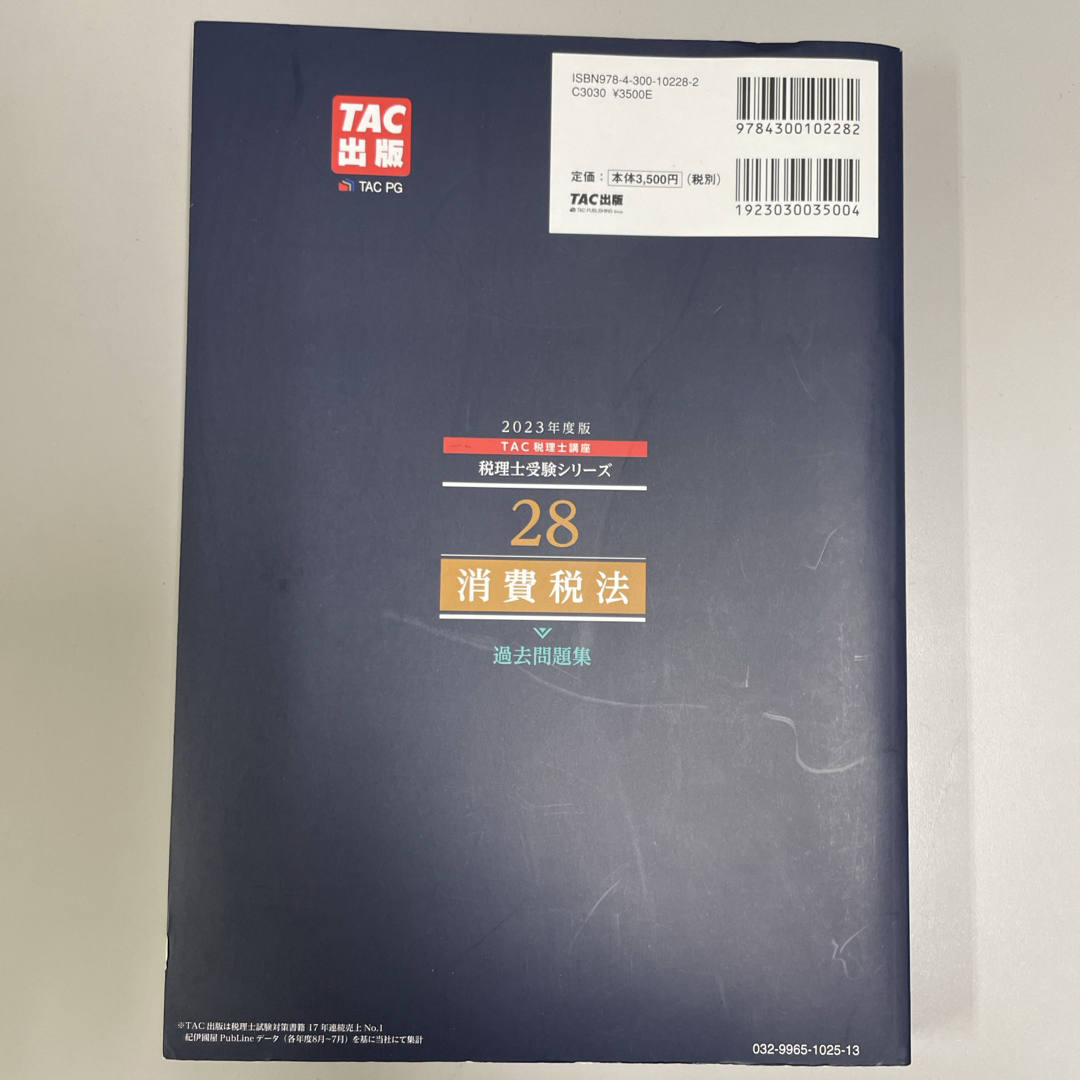 TAC
出版
TAC PG
ISBN978-4-300-10228-2
C3030 ¥3500E
9784300102282
定価：本体3,500円（税別）
TAC出版
TAC PUBLISHING Group
1923030035004
2023年度版
TAC税理士講座
税理士受験シリーズ
28
消費税法
過去問題集
※TAC出版は税理士試験対策書籍 17年連続売上 No.1
紀伊國屋 PubLineデータ（各年度8月~7月）を基に当社にて集計
032-9965-1025-13